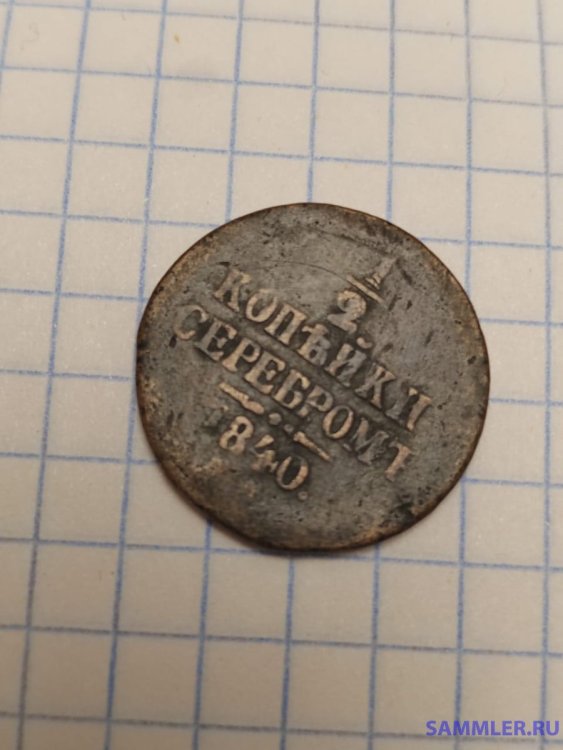 1
2
КОПѢЙКИ
СЕРЕБРОМЪ
1840.
SAMMLER.RU